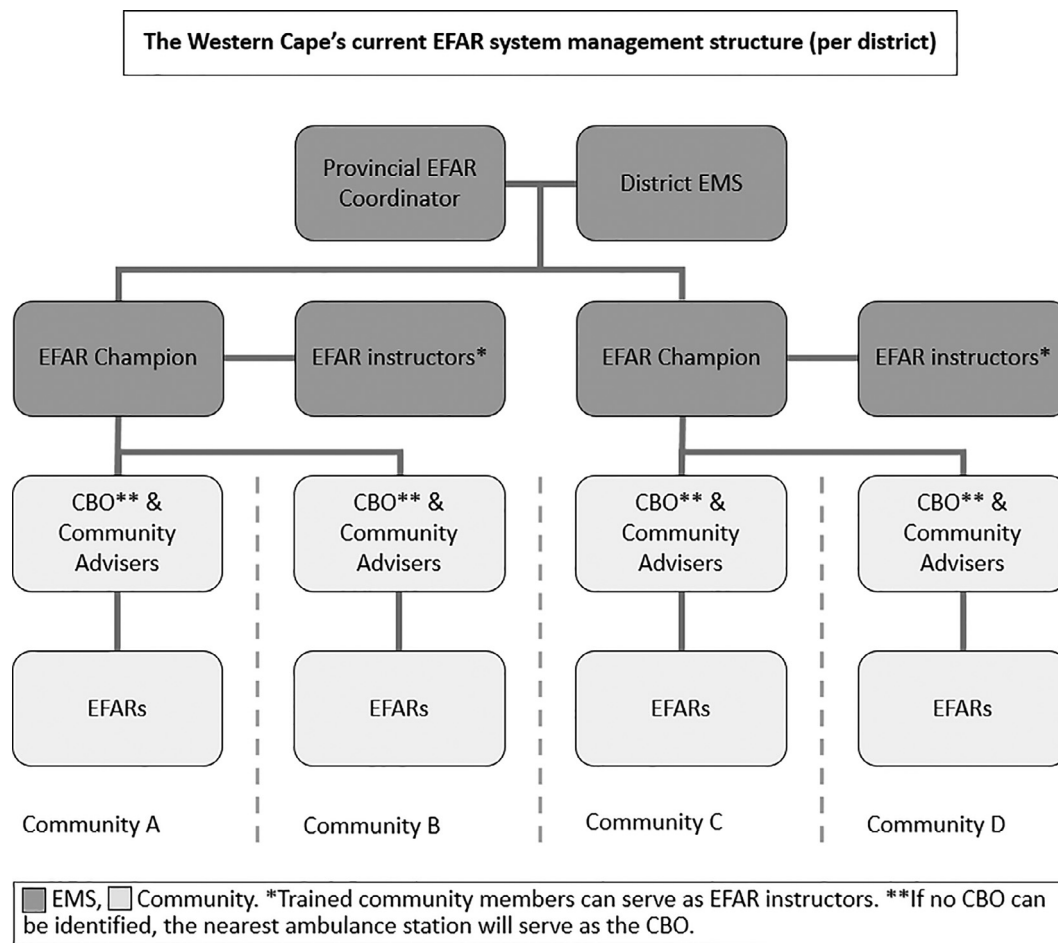 The Western Cape's current EFAR system management structure (per district)
Provincial EFAR
Coordinator
District EMS
EFAR Champion
EFAR instructors*
EFAR Champion
EFAR instructors*
CBO** &
Community
Advisers
CBO** &
Community
Advisers
CBO** &
Community
Advisers
CBO** &
Community
Advisers
EFARs
EFARs
EFARs
EFARs
Community A
Community B
Community C
Community D
EMS, Community. *Trained community members can serve as EFAR instructors. **If no CBO can
be identified, the nearest ambulance station will serve as the CBO.